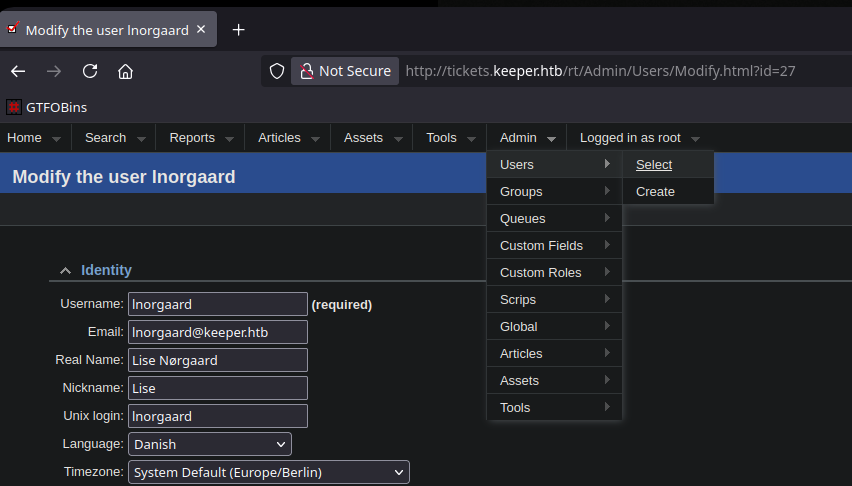 Modify the user lnorgaard
Not Secure http://tickets.keeper.htb/rt/Admin/Users/Modify.html?id=27
GTFOBins
Home Search Reports Articles Assets Tools Admin Logged in as root
Modify the user lnorgaard
Users
Groups
Queues
Custom Fields
Custom Roles
Scrips
Global
Articles
Assets
Tools
Select
Create
Identity
Username: lnorgaard (required)
Email: lnorgaard@keeper.htb
Real Name: Lise Nørgaard
Nickname: Lise
Unix login: lnorgaard
Language: Danish
Timezone: System Default (Europe/Berlin)